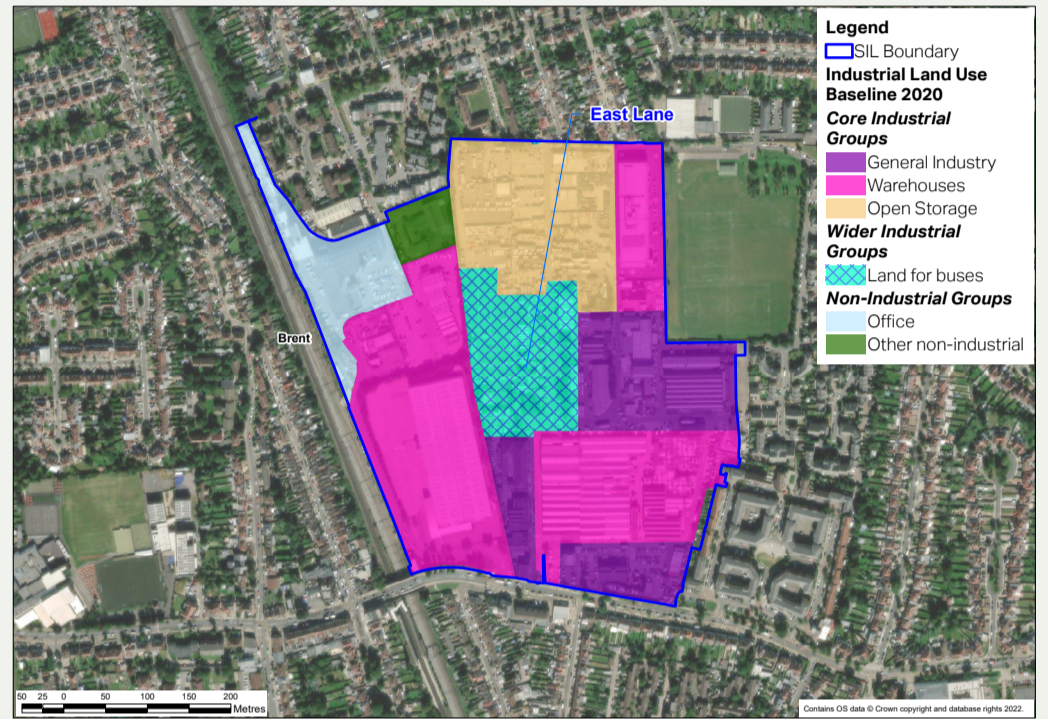 Legend
SIL Boundary
Industrial Land Use
Baseline 2020
Core Industrial
Groups
General Industry
Warehouses
Open Storage
Wider Industrial
Groups
Land for buses
Non-Industrial Groups
Office
Other non-industrial
East Lane
Brent
50 25 0 50 100 150 200
Metres
Contains OS data © Crown copyright and database rights 2022.